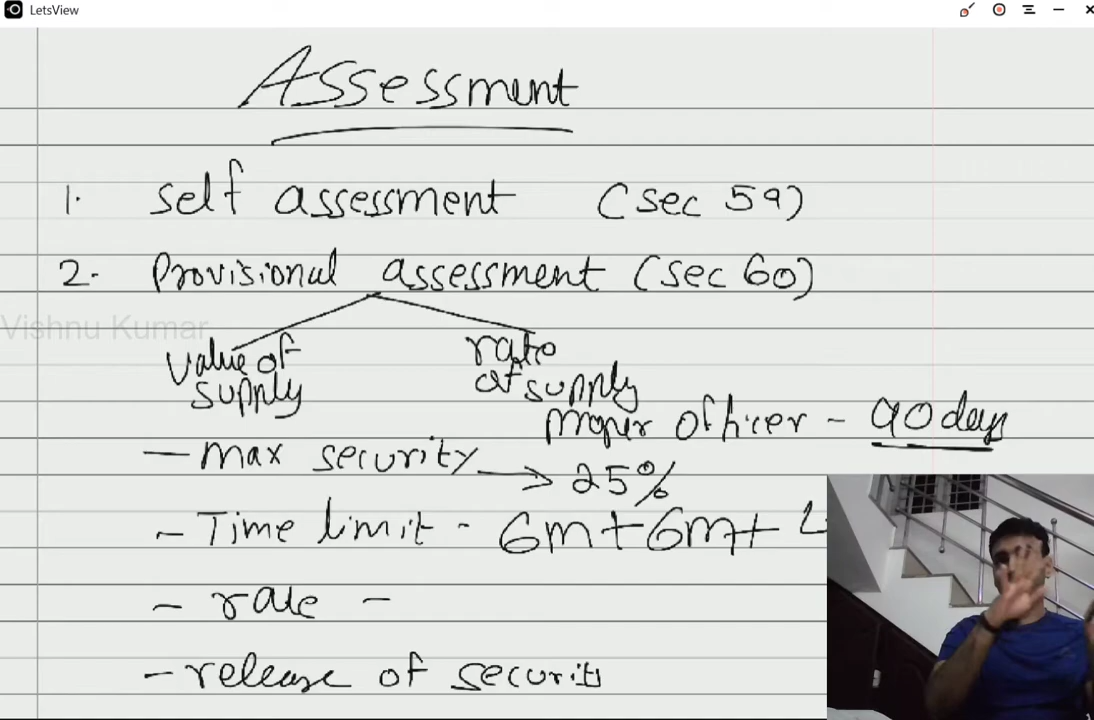 LetsView
Assessment
1. self assessment (sec 59)
2. Provisional assessment (sec 60)
Vishnu Kumar
value of supply
rate of supply
proper officer - 90 days
- max security → 25%
- Time limit - 6m + 6m +
- rate -
- release of security